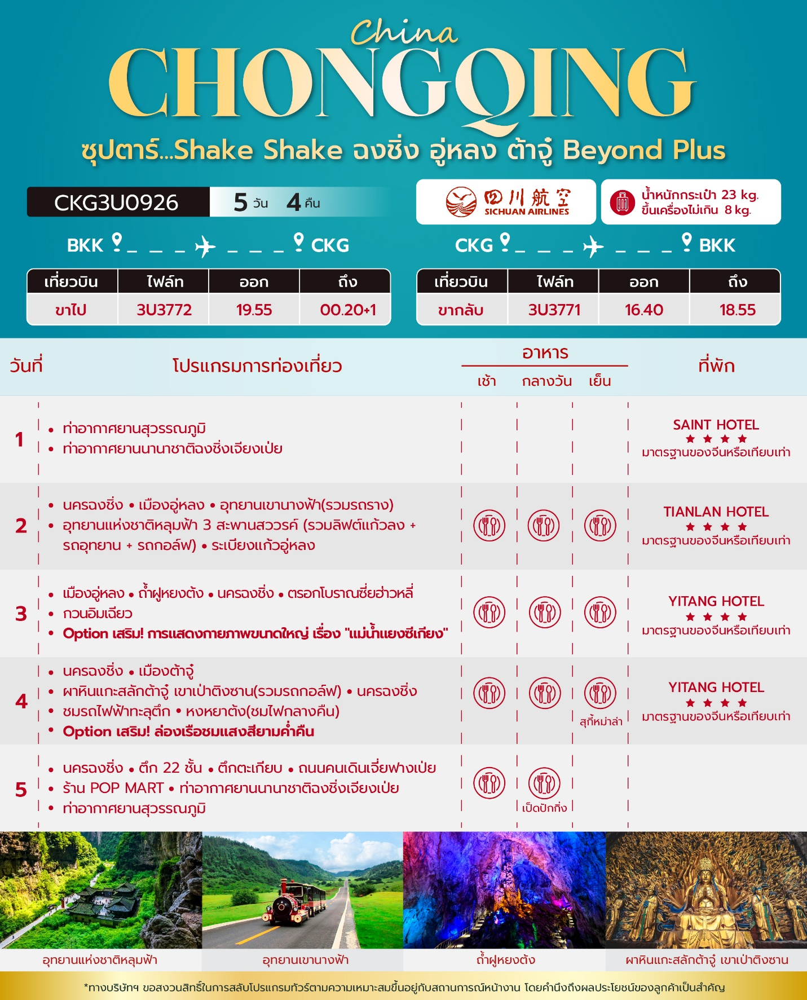 China
CHONGQING
ซุปตาร์...Shake Shake ฉงชิ่ง อู่หลง ต้าจู๋ Beyond Plus
CKG3U0926 5 วัน 4 คืน
四川航空
SICHUAN AIRLINES
น้ำหนักกระเป๋า 23 kg.
ขึ้นเครื่องไม่เกิน 8 kg.
BKK CKG
เที่ยวบิน ไฟล์ท ออก ถึง
ขาไป 3U3772 19.55 00.20+1
CKG BKK
เที่ยวบิน ไฟล์ท ออก ถึง
ขากลับ 3U3771 16.40 18.55
วันที่ โปรแกรมการท่องเที่ยว อาหาร ที่พัก
เช้า กลางวัน เย็น
1
• ท่าอากาศยานสุวรรณภูมิ
• ท่าอากาศยานนานาชาติฉงชิ่งเจียงเป่ย
SAINT HOTEL
★ ★ ★ ★
มาตรฐานของจีนหรือเทียบเท่า
2
• นครฉงชิ่ง • เมืองอู่หลง • อุทยานเขานางฟ้า(รวมรถราง)
• อุทยานแห่งชาติหลุมฟ้า 3 สะพานสววรค์ (รวมลิฟต์แก้วลง +
รถอุทยาน + รถกอล์ฟ) • ระเบียงแก้วอู่หลง
TIANLAN HOTEL
★ ★ ★ ★
มาตรฐานของจีนหรือเทียบเท่า
3
• เมืองอู่หลง • ถ้ำฝูหยงต้ง • นครฉงชิ่ง • ตรอกโบราณซี่ยฮ่าวหลี่
• กวนอิมเฉียว
• Option เสริม! การแสดงกายภาพขนาดใหญ่ เรื่อง "แม่น้ำแยงซีเกียง"
YITANG HOTEL
★ ★ ★ ★
มาตรฐานของจีนหรือเทียบเท่า
4
• นครฉงชิ่ง • เมืองต้าจู๋
• ผาหินแกะสลักต้าจู๋ เขาเป่าติงซาน(รวมรถกอล์ฟ) • นครฉงชิ่ง
• ชมรถไฟฟ้าทะลุตึก • หงหยาต้ง(ชมไฟกลางคืน)
• Option เสริม! ล่องเรือชมแสงสียามค่ำคืน
สุกี้หม่าล่า
YITANG HOTEL
★ ★ ★ ★
มาตรฐานของจีนหรือเทียบเท่า
5
• นครฉงชิ่ง • ตึก 22 ชั้น • ตึกตะเกียบ • ถนนคนเดินเจี่ยฟางเป่ย
• ร้าน POP MART • ท่าอากาศยานนานาชาติฉงชิ่งเจียงเป่ย
• ท่าอากาศยานสุวรรณภูมิ
เป็ดปักกิ่ง
อุทยานแห่งชาติหลุมฟ้า
อุทยานเขานางฟ้า
ถ้ำฝูหยงต้ง
ผาหินแกะสลักต้าจู๋ เขาเป่าติงซาน
*ทางบริษัทฯ ขอสงวนสิทธิ์ในการสลับโปรแกรมทัวร์ตามความเหมาะสมขึ้นอยู่กับสถานการณ์หน้างาน โดยคำนึงถึงผลประโยชน์ของลูกค้าเป็นสำคัญ